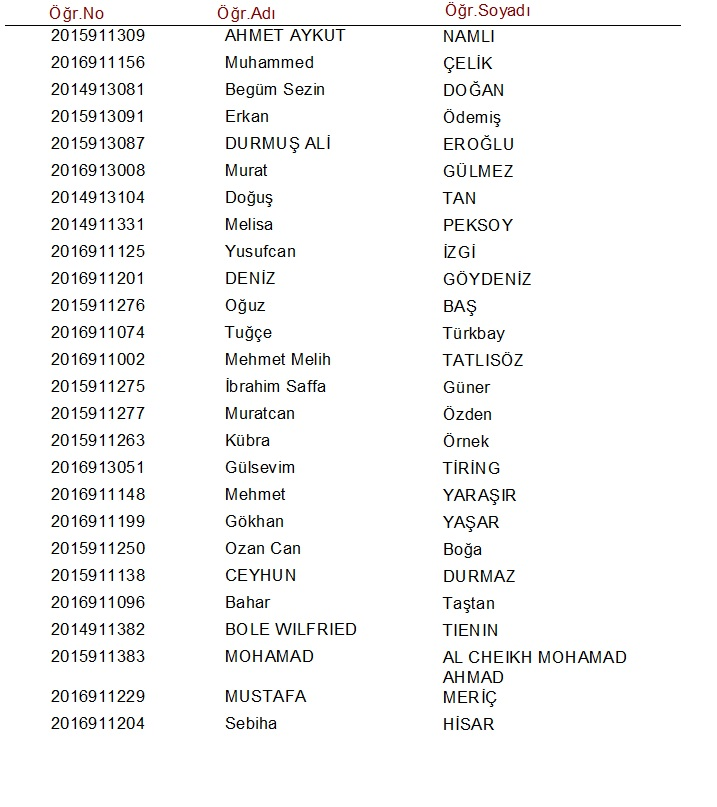 Öğr.No Öğr.Adı Öğr.Soyadı
2015911309 AHMET AYKUT NAMLI
2016911156 Muhammed ÇELİK
2014913081 Begüm Sezin DOĞAN
2015913091 Erkan Ödemiş
2015913087 DURMUŞ ALİ EROĞLU
2016913008 Murat GÜLMEZ
2014913104 Doğuş TAN
2014911331 Melisa PEKSOY
2016911125 Yusufcan İZGİ
2016911201 DENİZ GÖYDENİZ
2015911276 Oğuz BAŞ
2016911074 Tuğçe Türkbay
2016911002 Mehmet Melih TATLISÖZ
2015911275 İbrahim Saffa Güner
2015911277 Muratcan Özden
2015911263 Kübra Örnek
2016913051 Gülsevim TİRİNG
2016911148 Mehmet YARAŞIR
2016911199 Gökhan YAŞAR
2015911250 Ozan Can Boğa
2015911138 CEYHUN DURMAZ
2016911096 Bahar Taştan
2014911382 BOLE WILFRIED TIENIN
2015911383 MOHAMAD AL CHEIKH MOHAMAD
AHMAD
2016911229 MUSTAFA MERİÇ
2016911204 Sebiha HİSAR